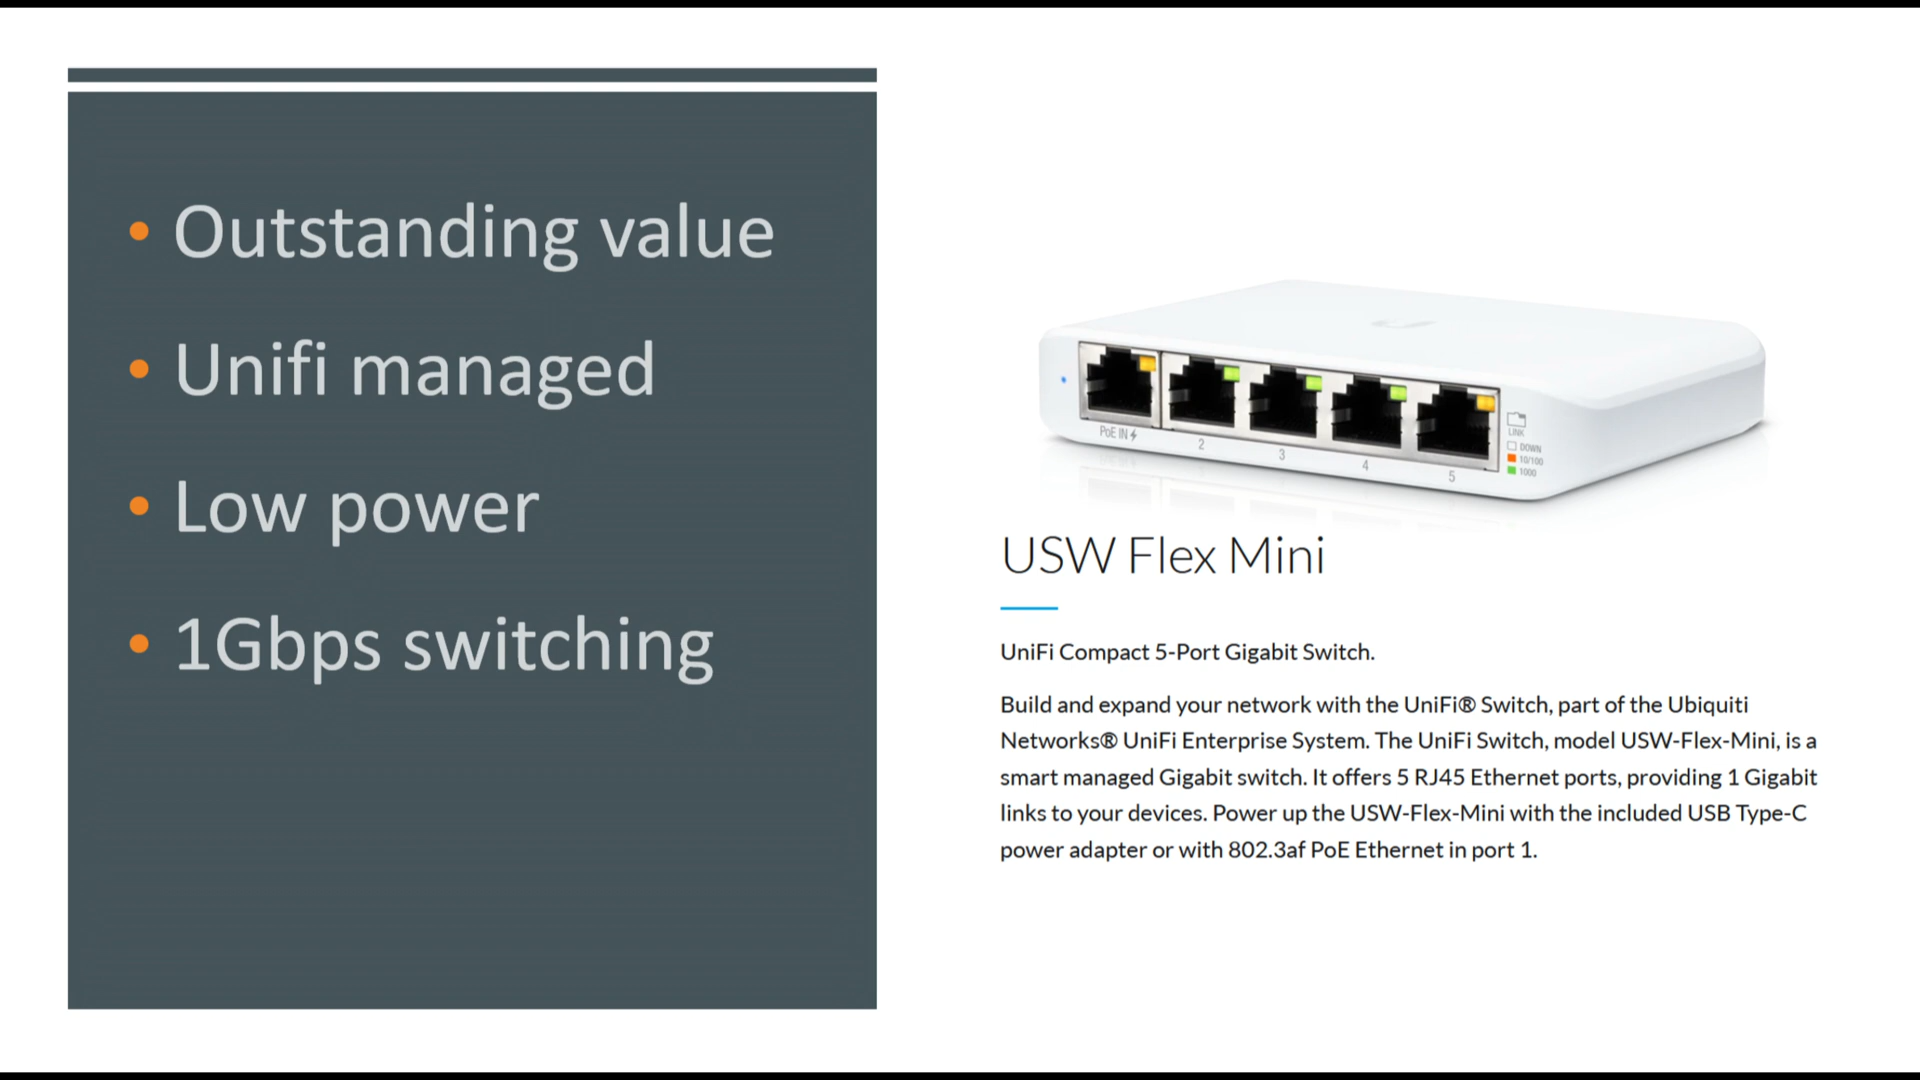 • Outstanding value
• Unifi managed
• Low power
• 1Gbps switching
PoE IN
2
3
4
5
LINK
DOWN
10/100
1000
USW Flex Mini
UniFi Compact 5-Port Gigabit Switch.
Build and expand your network with the UniFi® Switch, part of the Ubiquiti
Networks® UniFi Enterprise System. The UniFi Switch, model USW-Flex-Mini, is a
smart managed Gigabit switch. It offers 5 RJ45 Ethernet ports, providing 1 Gigabit
links to your devices. Power up the USW-Flex-Mini with the included USB Type-C
power adapter or with 802.3af PoE Ethernet in port 1.